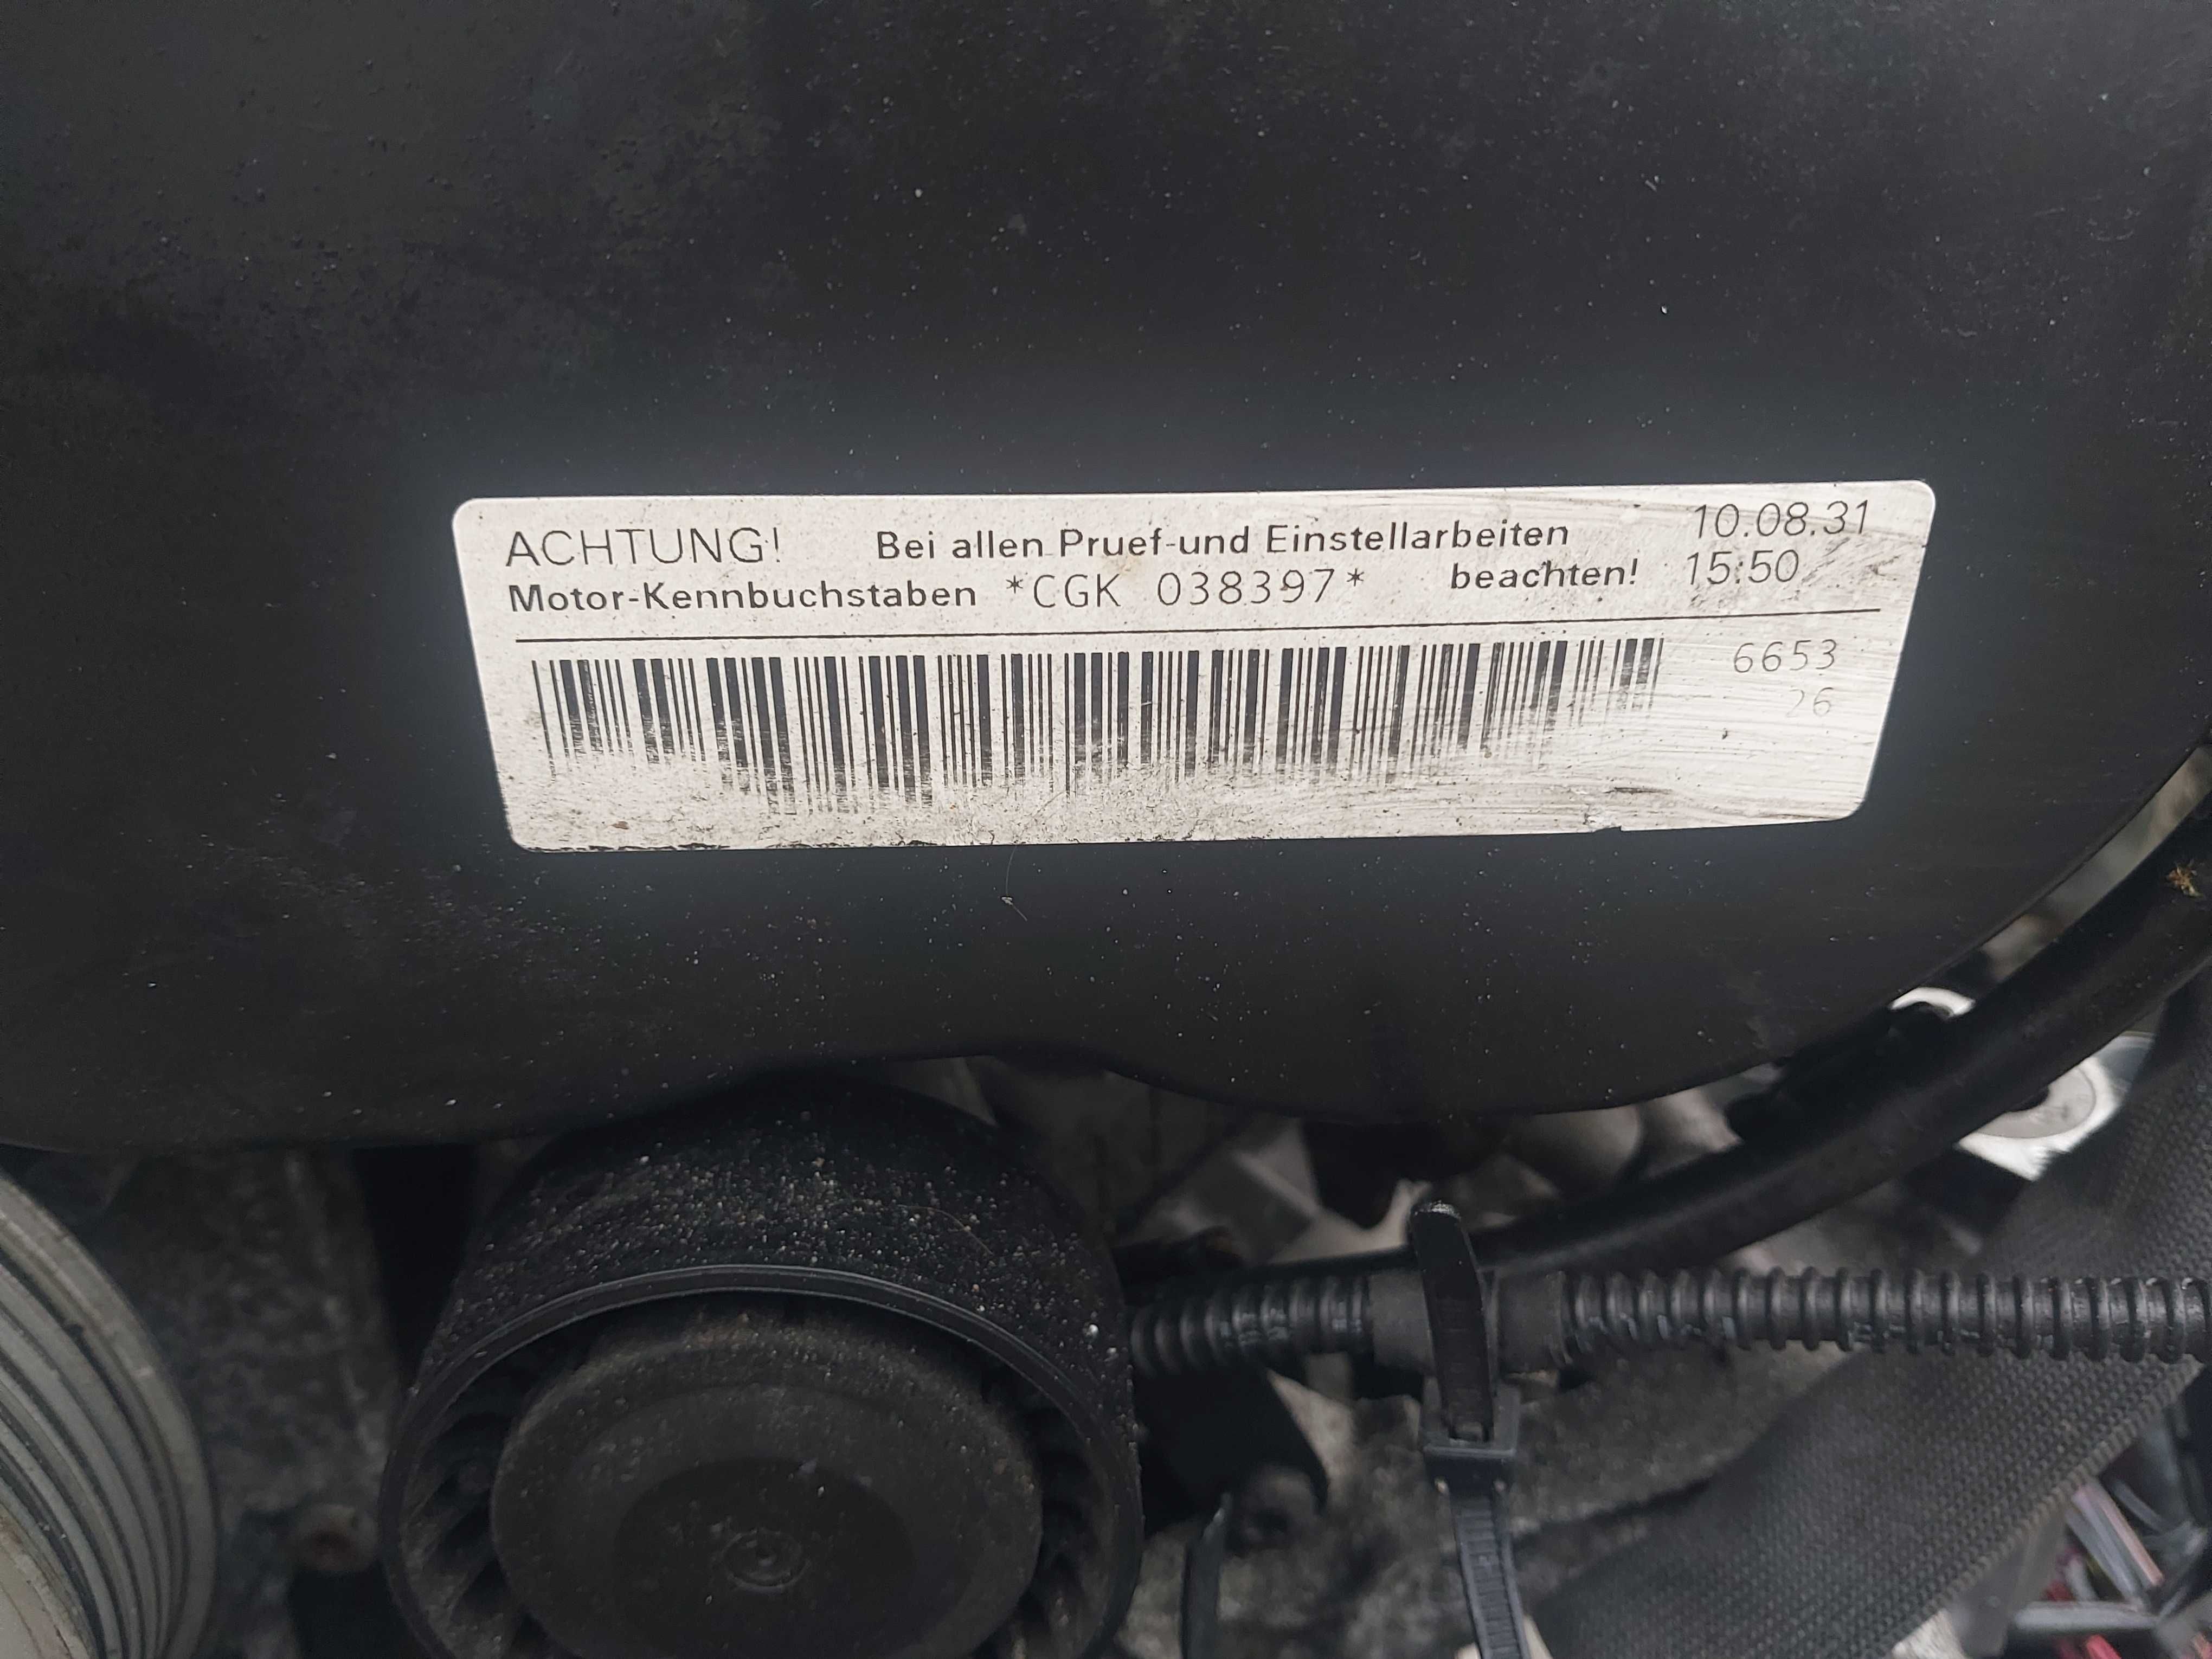 ACHTUNG! Bei allen Pruef-und Einstellarbeiten 10.08.31
Motor-Kennbuchstaben *CGK 038397* beachten! 15:50
6653
26